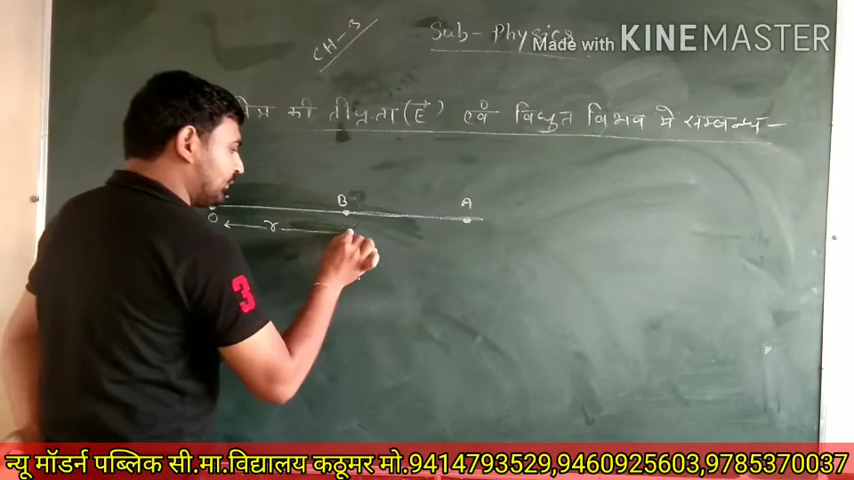 CH-3
Sub- Physics
Made with KINEMASTER
की तीव्रता (E⃗) एवं विधुत विभव मे सम्बन्ध -
B A
O r
3
न्यू मॉडर्न पब्लिक सी.मा.विद्यालय कठूमर मो.9414793529,9460925603,9785370037